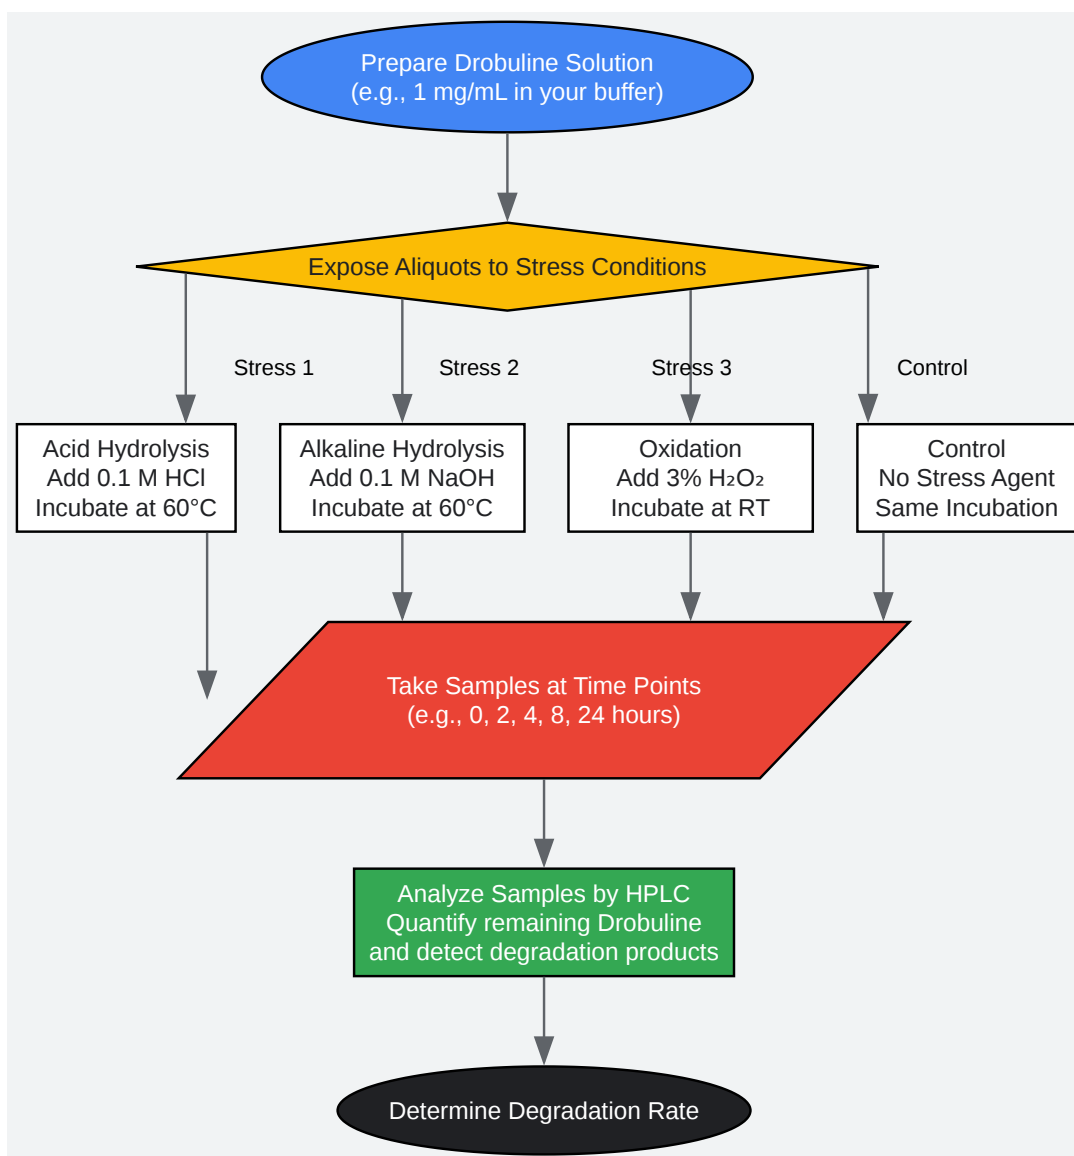 Prepare Drobuline Solution
(e.g., 1 mg/mL in your buffer)
Expose Aliquots to Stress Conditions
Stress 1
Stress 2
Stress 3
Control
Acid Hydrolysis
Add 0.1 M HCl
Incubate at 60°C
Alkaline Hydrolysis
Add 0.1 M NaOH
Incubate at 60°C
Oxidation
Add 3% H₂O₂
Incubate at RT
Control
No Stress Agent
Same Incubation
Take Samples at Time Points
(e.g., 0, 2, 4, 8, 24 hours)
Analyze Samples by HPLC
Quantify remaining Drobuline
and detect degradation products
Determine Degradation Rate